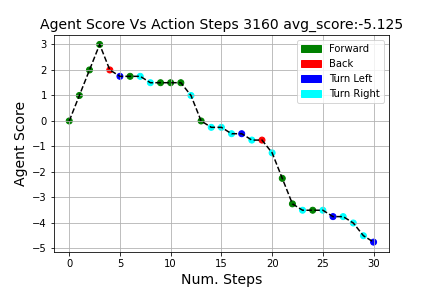 Agent Score Vs Action Steps 3160 avg_score:-5.125
Agent Score
3
2
1
0
−1
−2
−3
−4
−5
Forward
Back
Turn Left
Turn Right
0 5 10 15 20 25 30
Num. Steps